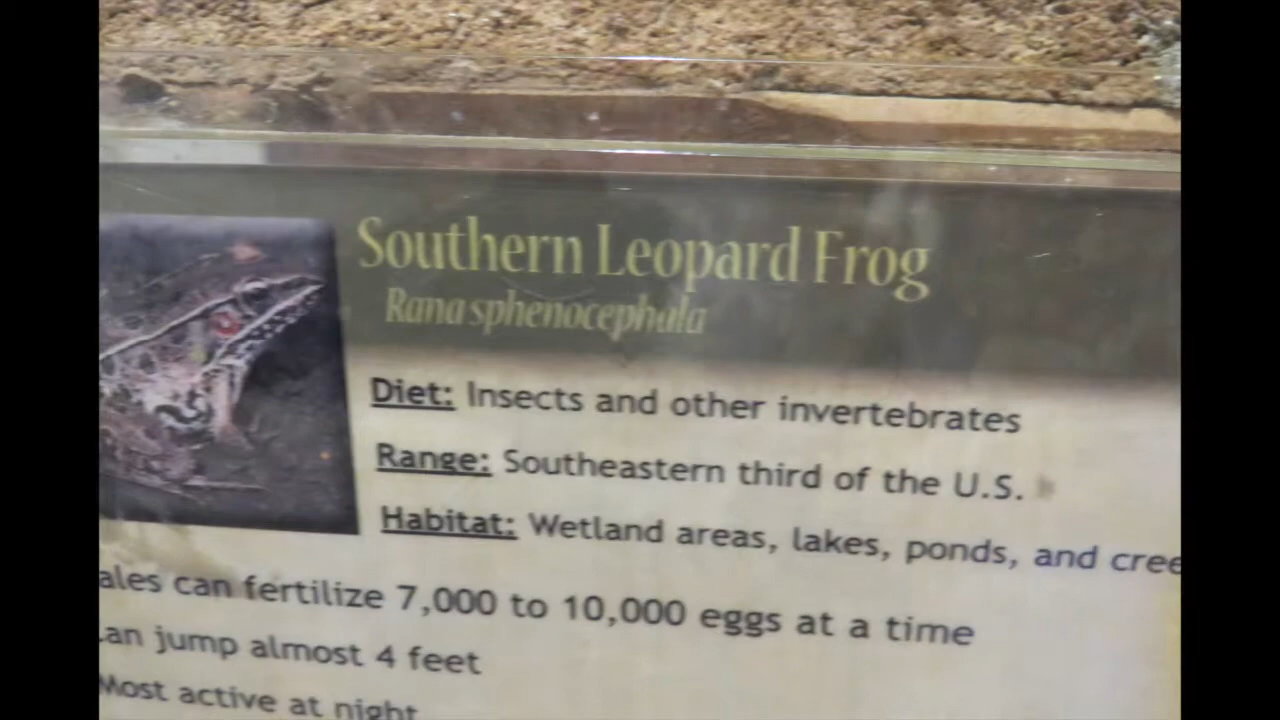 Southern Leopard Frog
Rana sphenocephala
Diet: Insects and other invertebrates
Range: Southeastern third of the U.S.
Habitat: Wetland areas, lakes, ponds, and cree
ales can fertilize 7,000 to 10,000 eggs at a time
an jump almost 4 feet
Most active at night